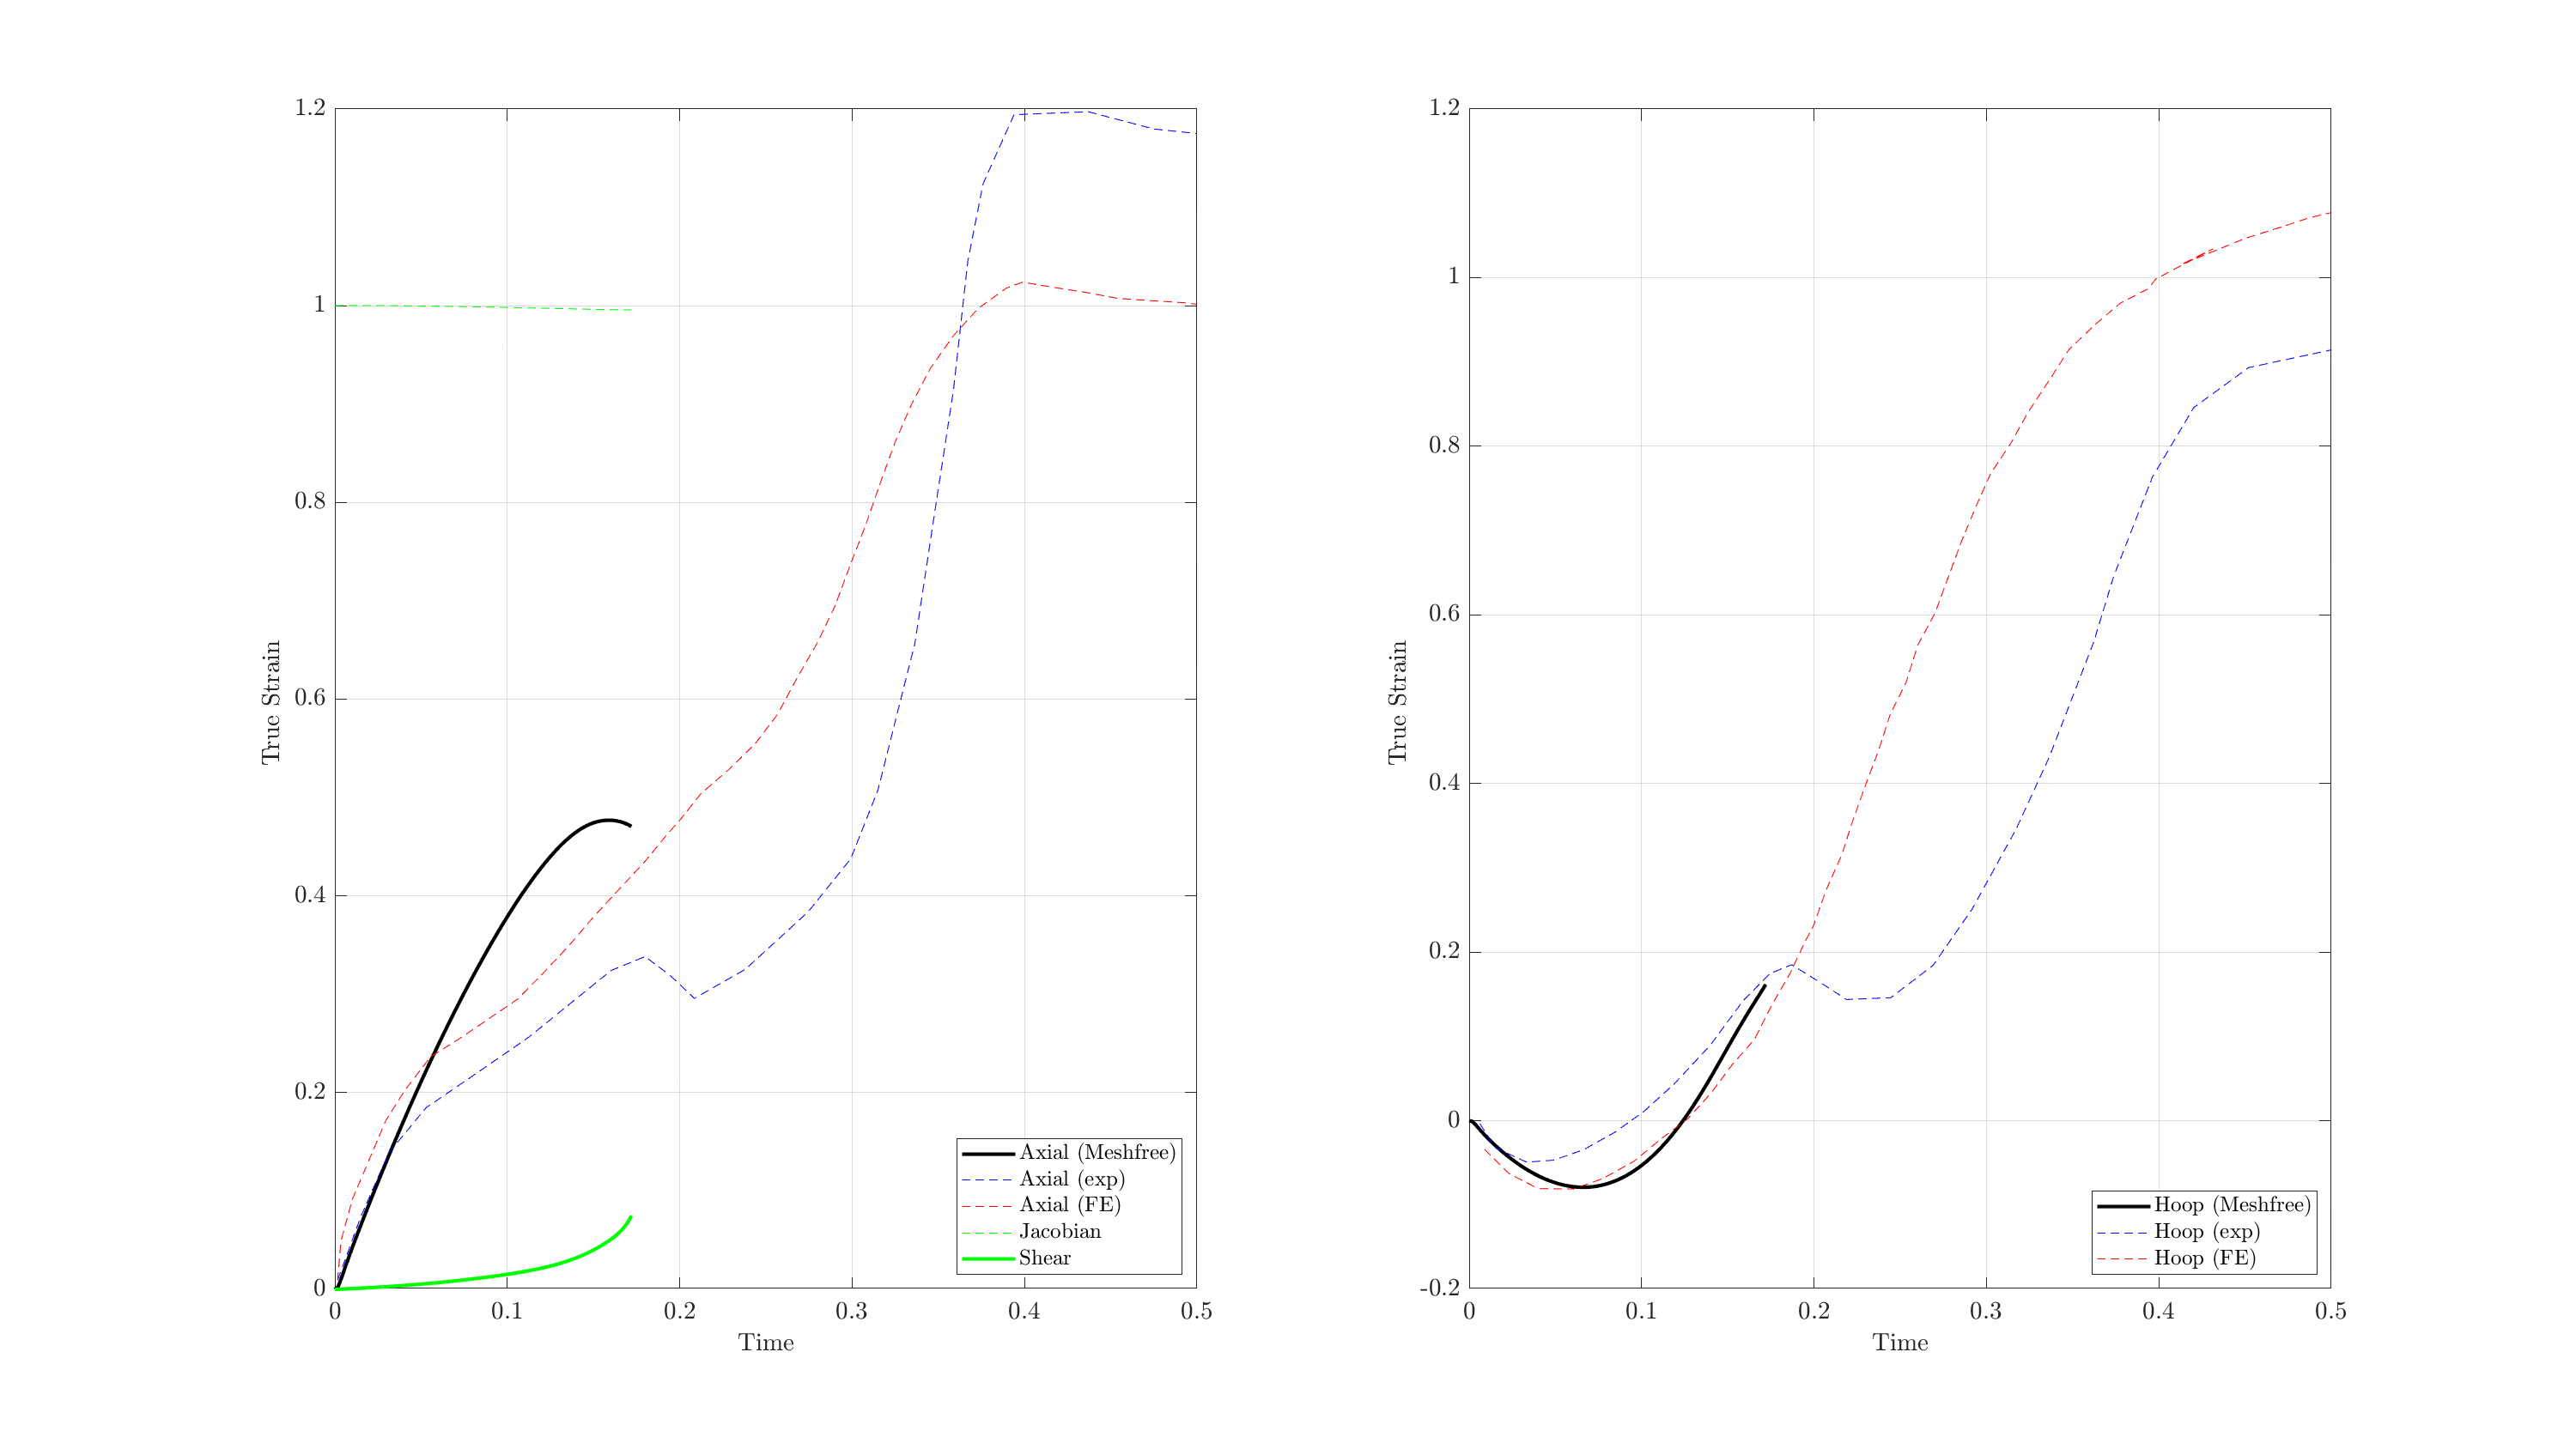 1.2
1
0.8
0.6
0.4
0.2
0
True Strain
0 0.1 0.2 0.3 0.4 0.5
Time
Axial (Meshfree)
Axial (exp)
Axial (FE)
Jacobian
Shear
1.2
1
0.8
0.6
0.4
0.2
0
-0.2
True Strain
0 0.1 0.2 0.3 0.4 0.5
Time
Hoop (Meshfree)
Hoop (exp)
Hoop (FE)